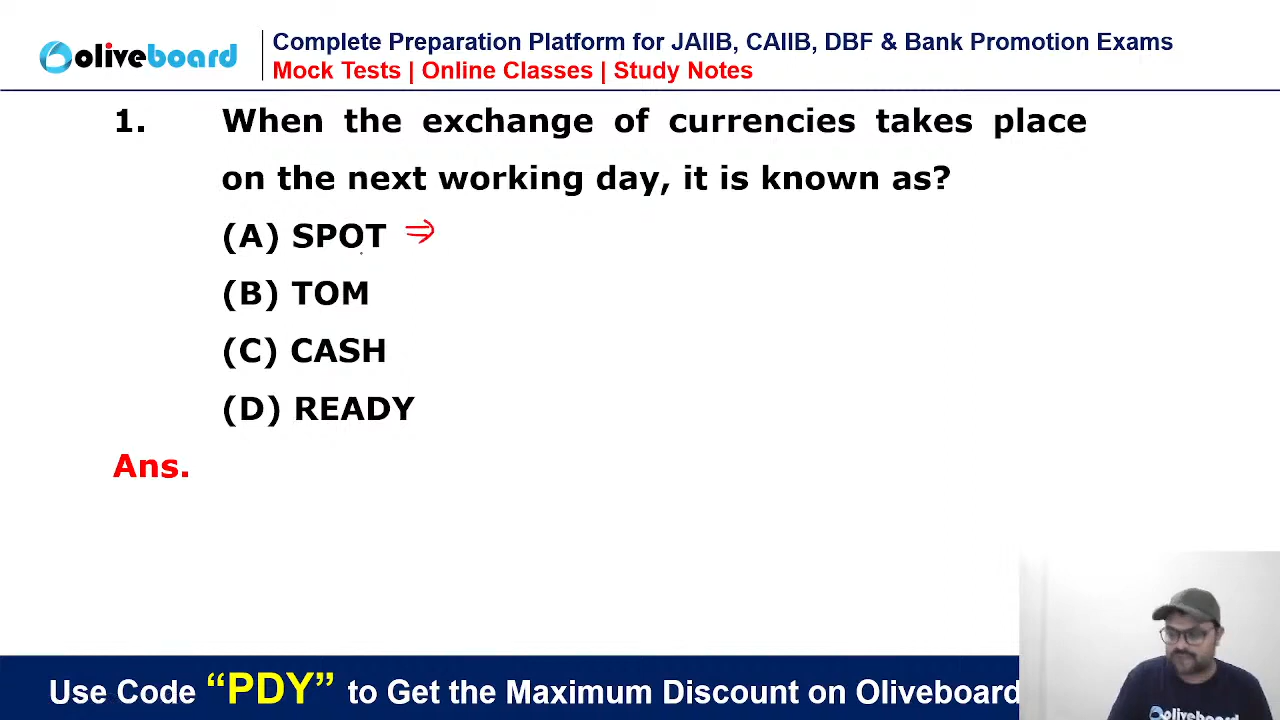 oliveboard
Complete Preparation Platform for JAIIB, CAIIB, DBF & Bank Promotion Exams
Mock Tests | Online Classes | Study Notes
1. When the exchange of currencies takes place
on the next working day, it is known as?
(A) SPOT ⇒
(B) TOM
(C) CASH
(D) READY
Ans.
Use Code “PDY” to Get the Maximum Discount on Oliveboard
oliveboard